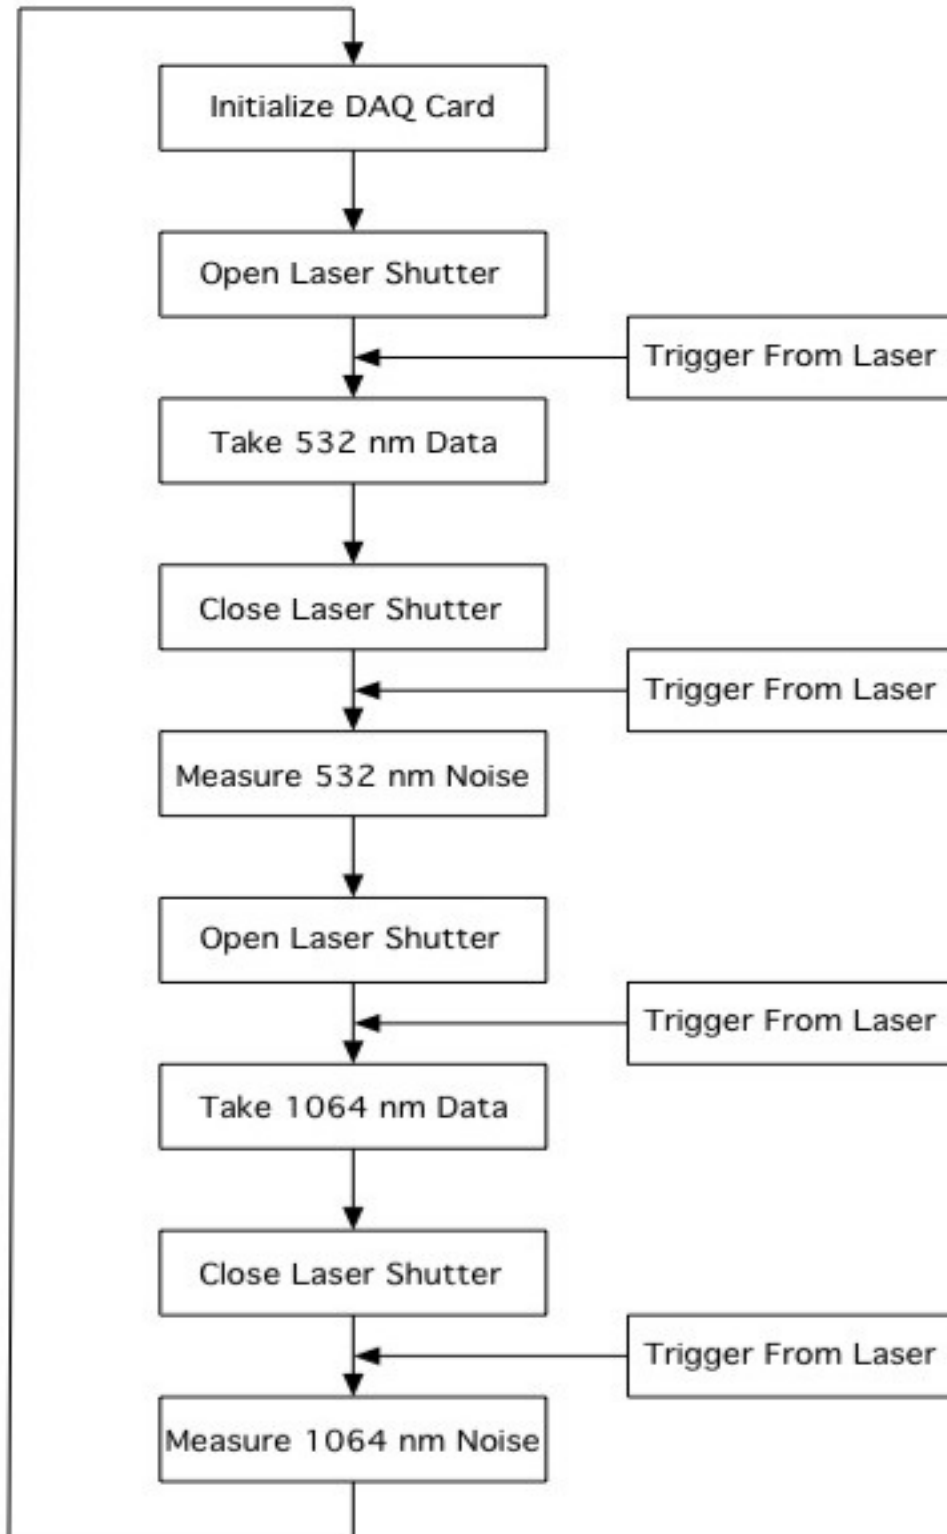 Initialize DAQ Card
Open Laser Shutter
Trigger From Laser
Take 532 nm Data
Close Laser Shutter
Trigger From Laser
Measure 532 nm Noise
Open Laser Shutter
Trigger From Laser
Take 1064 nm Data
Close Laser Shutter
Trigger From Laser
Measure 1064 nm Noise